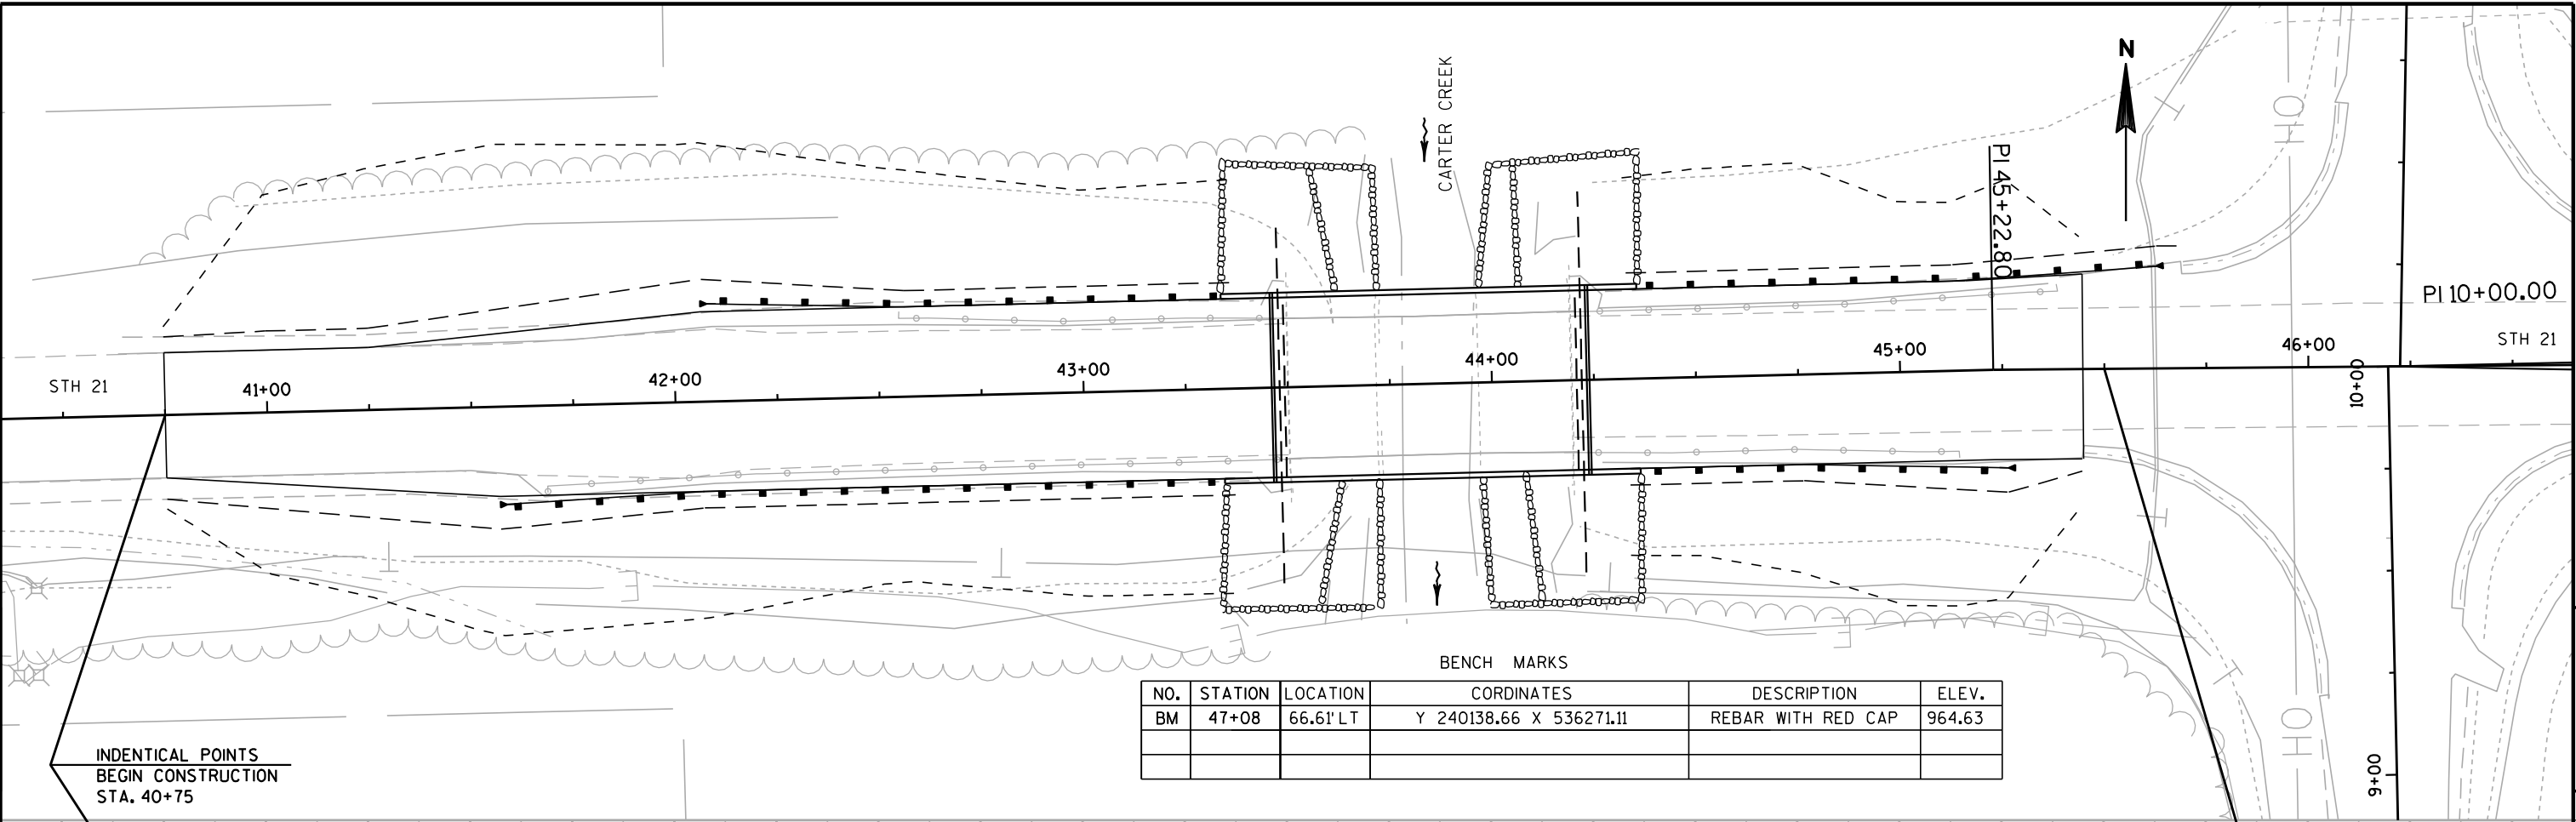 N
CARTER CREEK
PI 45+22.80
OH
PI 10+00.00
STH 21
STH 21
41+00
42+00
43+00
44+00
45+00
46+00
10+00
9+00
OH
BENCH MARKS
NO. STATION LOCATION CORDINATES DESCRIPTION ELEV.
BM 47+08 66.61' LT Y 240138.66 X 536271.11 REBAR WITH RED CAP 964.63
INDENTICAL POINTS
BEGIN CONSTRUCTION
STA. 40+75